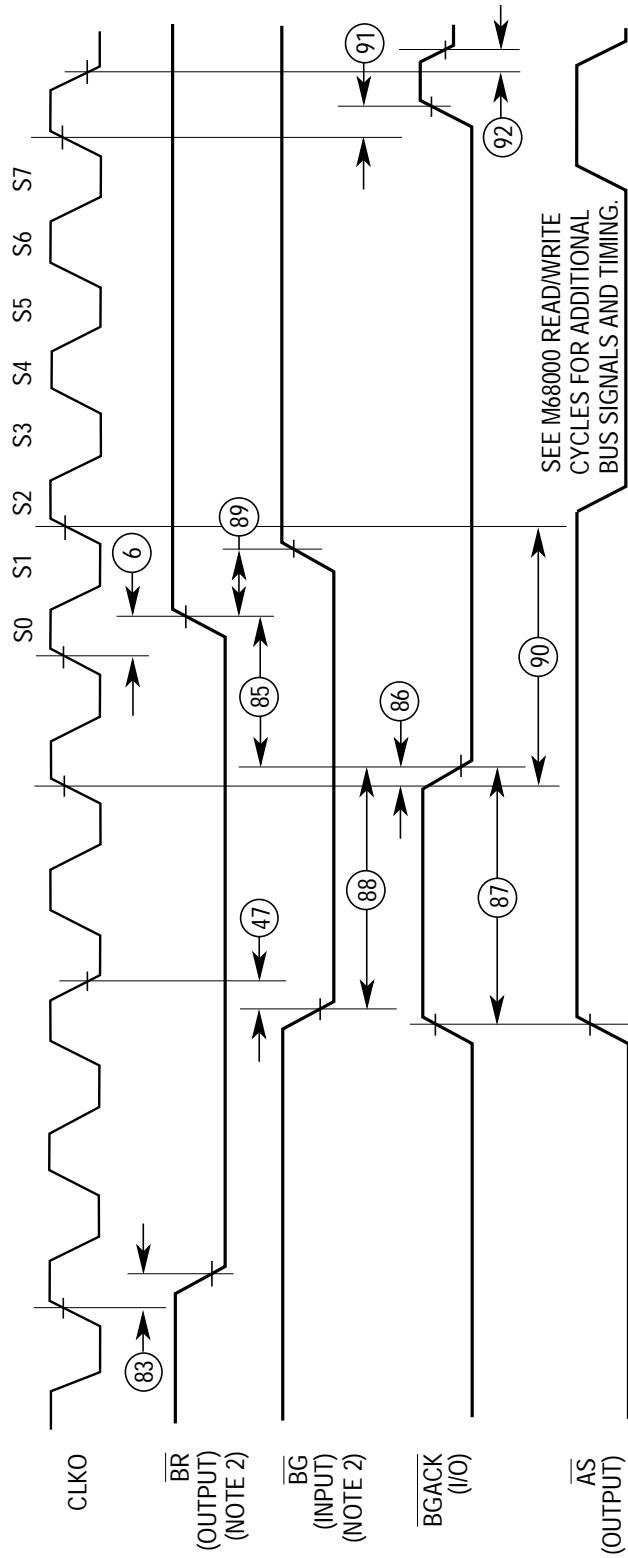 S0 S1 S2 S3 S4 S5 S6 S7
CLKO
83
6
BR
(OUTPUT)
(NOTE 2)
47
85
89
BG
(INPUT)
(NOTE 2)
88
86
91
BGACK
(I/O)
87
90
92
AS
(OUTPUT)
SEE M68000 READ/WRITE
CYCLES FOR ADDITIONAL
BUS SIGNALS AND TIMING.